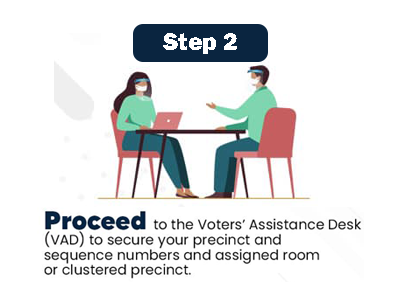 Step 2
Proceed to the Voters' Assistance Desk
(VAD) to secure your precinct and
sequence numbers and assigned room
or clustered precinct.